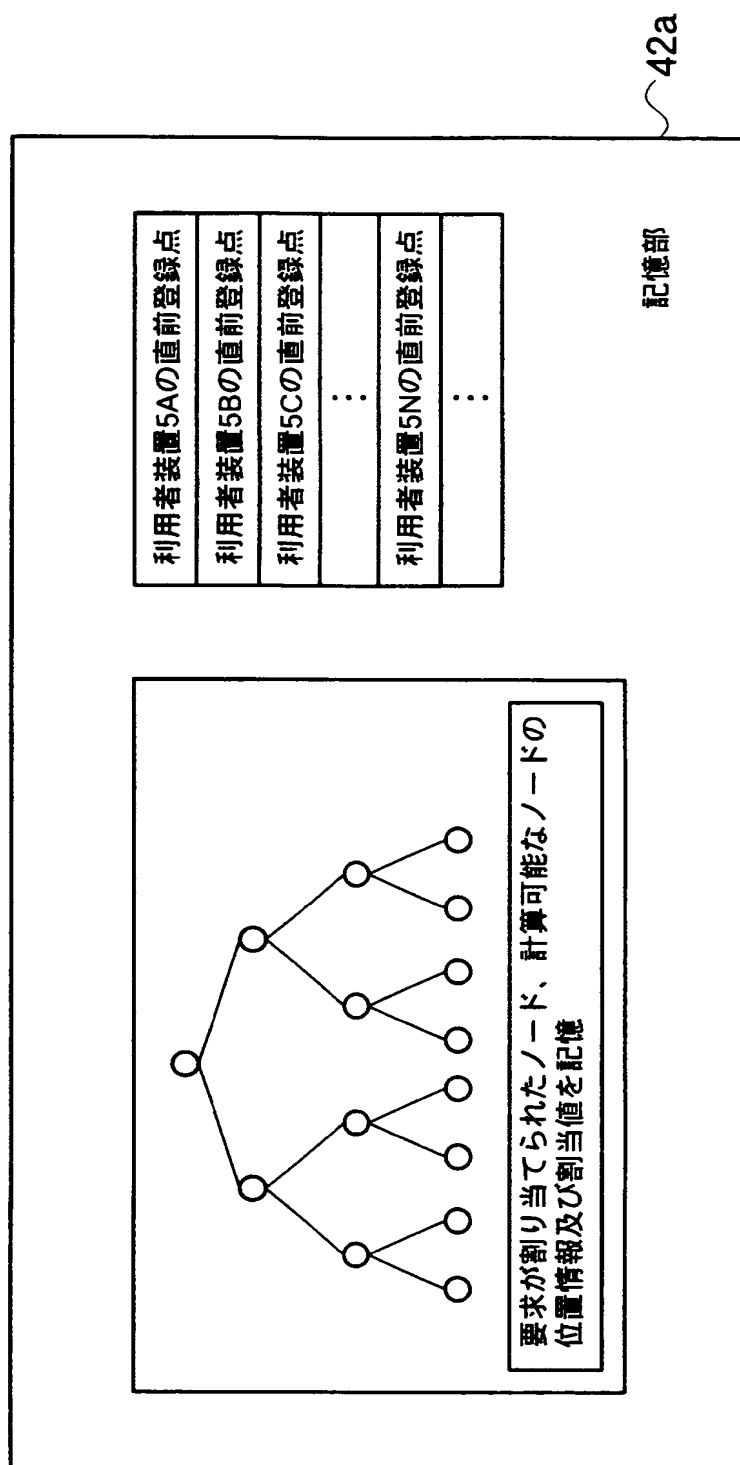 42a
利用者装置5Aの直前登録点
利用者装置5Bの直前登録点
利用者装置5Cの直前登録点
…
利用者装置5Nの直前登録点
…
記憶部
要求が割り当てられたノード、計算可能なノードの
位置情報及び割当値を記憶